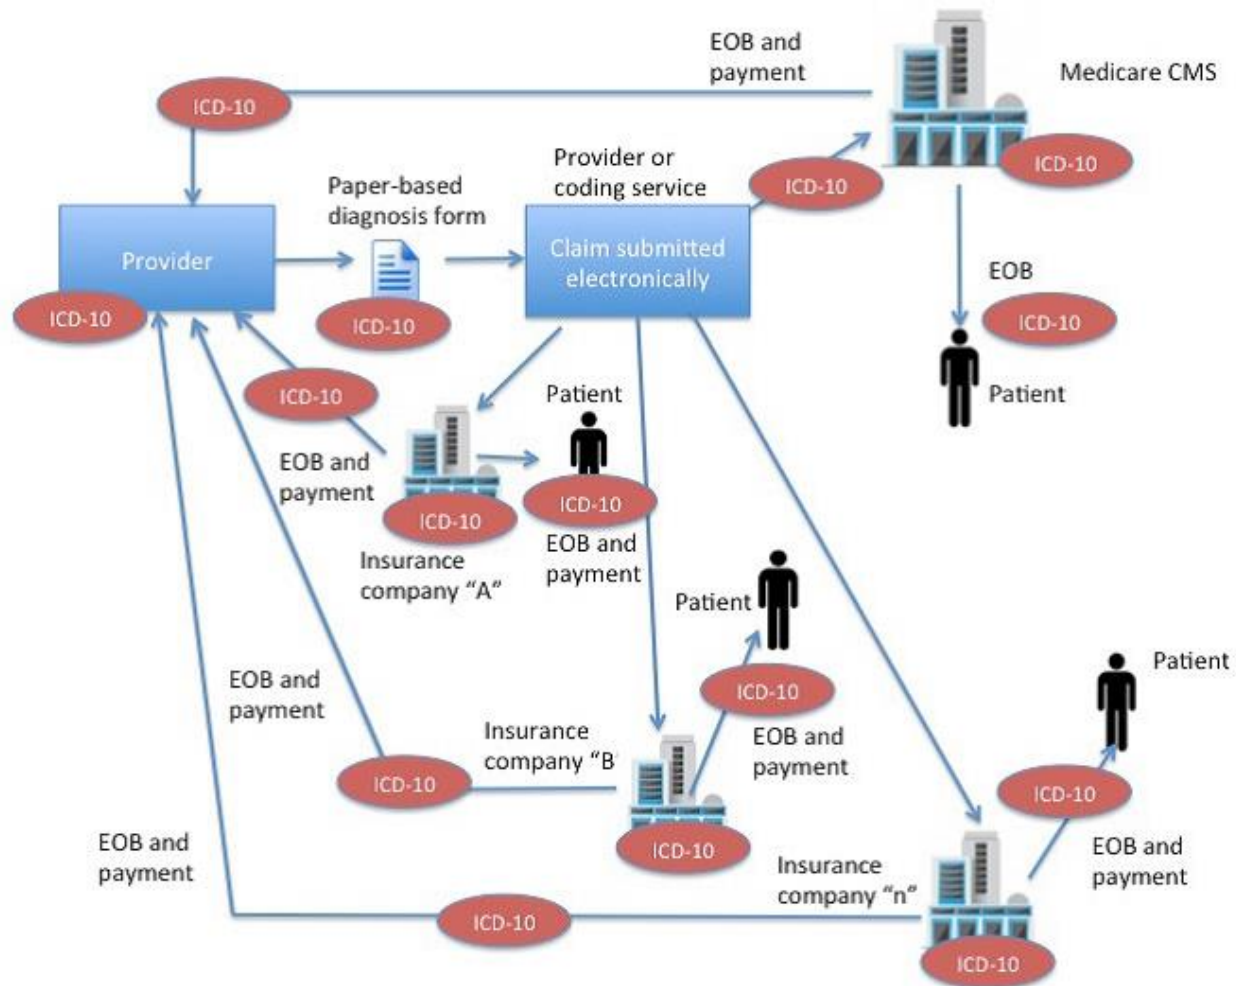 EOB and
payment
Medicare CMS
ICD-10
ICD-10
Provider or
coding service
ICD-10
Paper-based
diagnosis form
Provider
Claim submitted
electronically
EOB
ICD-10
ICD-10
ICD-10
ICD-10
Patient
Patient
EOB and
payment
ICD-10
ICD-10
EOB and
payment
Insurance
company “A”
Patient
Patient
EOB and
payment
ICD-10
Insurance
company “B
EOB and
payment
ICD-10
ICD-10
EOB and
payment
ICD-10
EOB and
payment
Insurance
company “n”
ICD-10
ICD-10